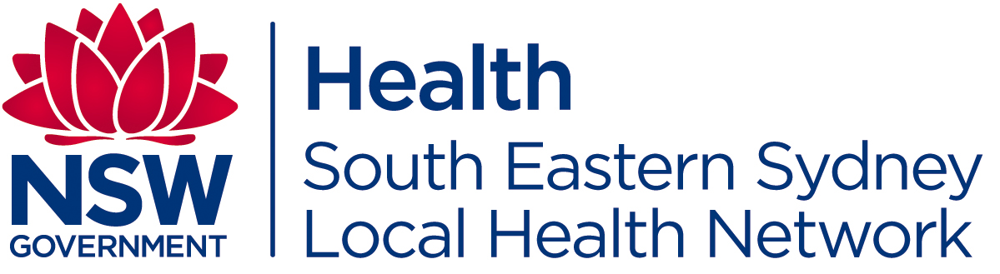 NSW
GOVERNMENT
Health
South Eastern Sydney
Local Health Network